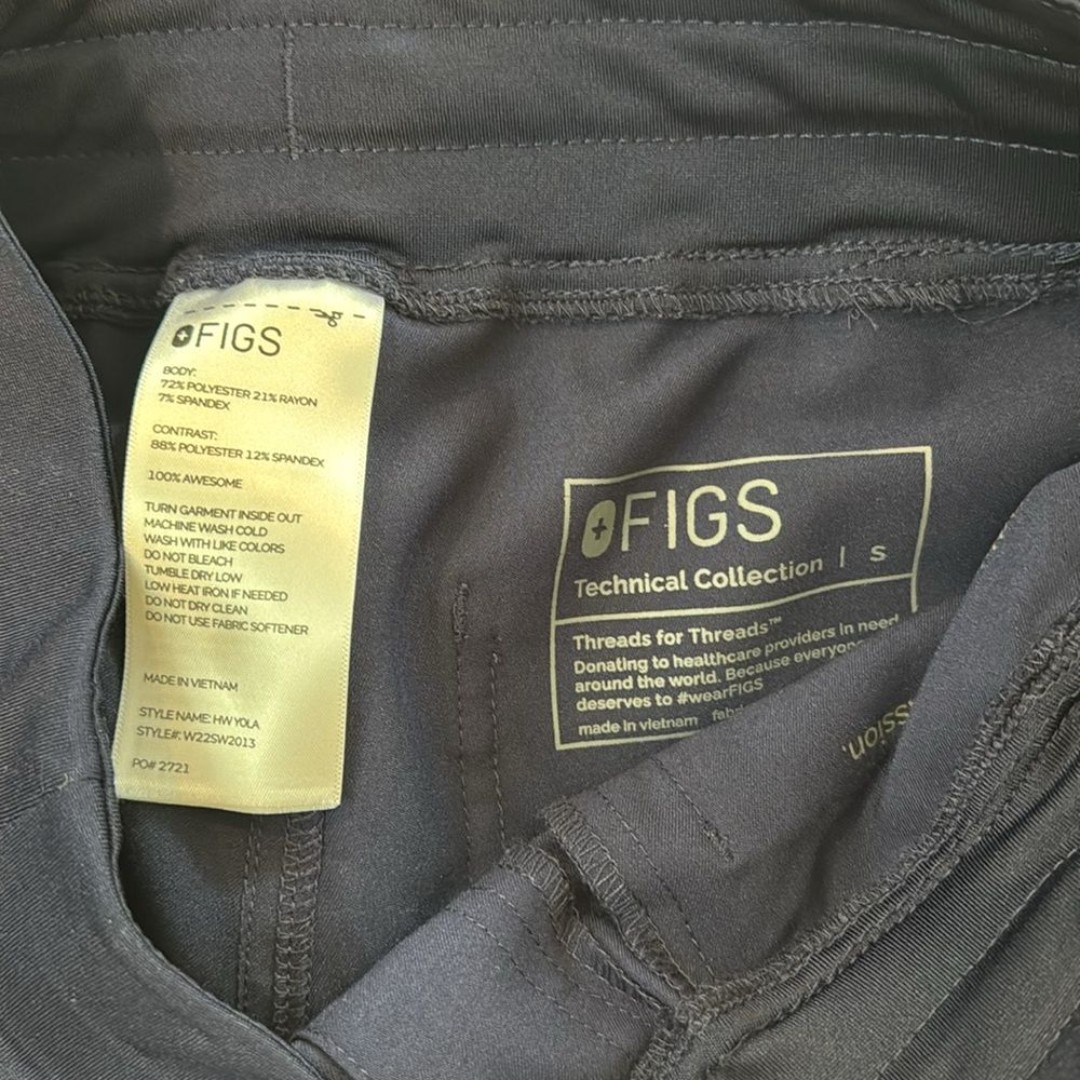 FIGS
BODY:
72% POLYESTER 21% RAYON
7% SPANDEX
CONTRAST:
88% POLYESTER 12% SPANDEX
100% AWESOME
TURN GARMENT INSIDE OUT
MACHINE WASH COLD
WASH WITH LIKE COLORS
DO NOT BLEACH
TUMBLE DRY LOW
LOW HEAT IRON IF NEEDED
DO NOT DRY CLEAN
DO NOT USE FABRIC SOFTENER
MADE IN VIETNAM
STYLE NAME: HW YOLA
STYLE#: W22SW2013
PO# 2721
FIGS
Technical Collection | S
Threads for Threads™
Donating to healthcare providers in need
around the world. Because everyon
deserves to #wearFIGS
made in vietnam fab
ssion.